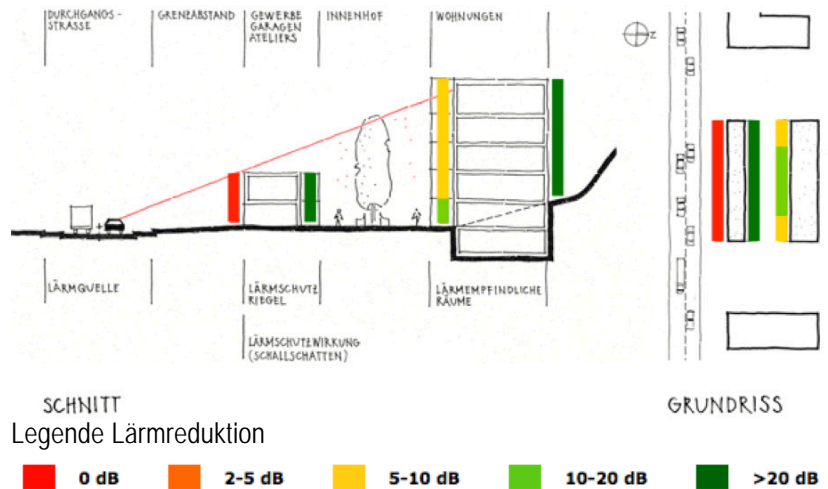 DURCHGANGS-
STRASSE
GRENZABSTAND
GEWERBE
GARAGEN
ATELIERS
INNENHOF
WOHNUNGEN
Z
LÄRMQUELLE
LÄRMSCHUTZ
RIEGEL
LÄRMEMPFINDLICHE
RÄUME
LÄRMSCHUTZWIRKUNG
(SCHALLSCHATTEN)
SCHNITT
GRUNDRISS
Legende Lärmreduktion
0 dB
2-5 dB
5-10 dB
10-20 dB
>20 dB